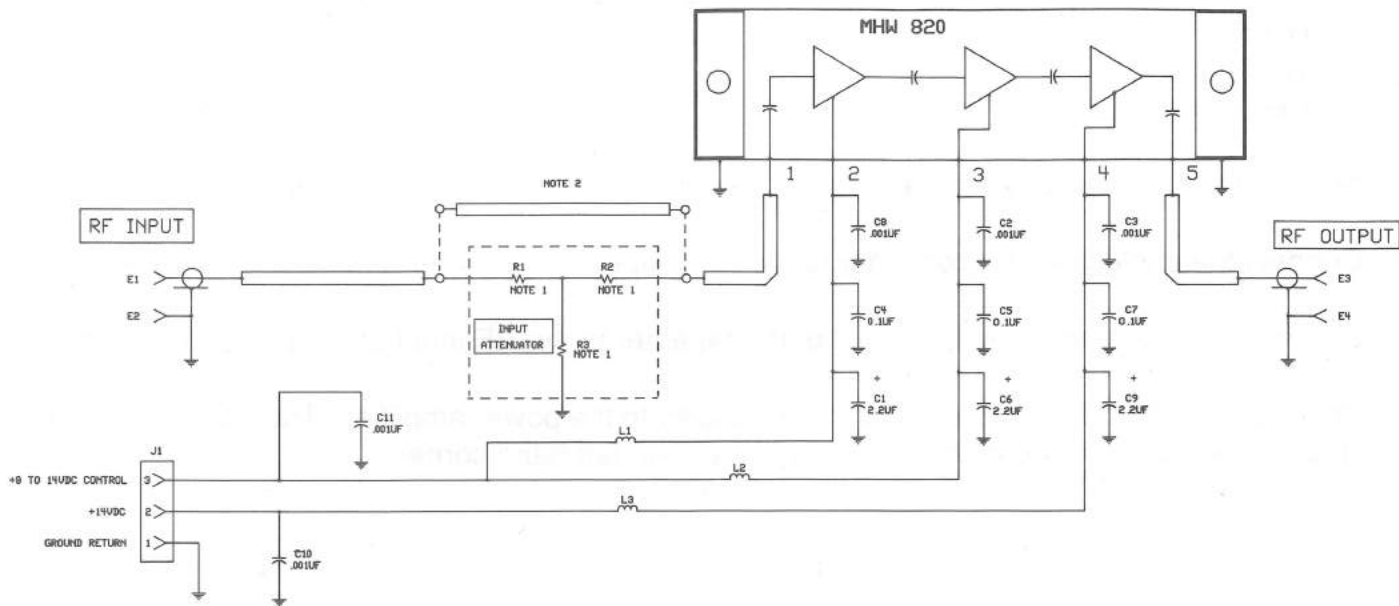 MHW 820
1
2
3
4
5
NOTE 2
RF INPUT
RF OUTPUT
C8
.001UF
C2
.001UF
C3
.001UF
E1
E2
R1
NOTE 1
R2
NOTE 1
R3
NOTE 1
INPUT
ATTENUATOR
E3
E4
C4
0.1UF
C5
0.1UF
C7
0.1UF
+
C1
2.2UF
+
C6
2.2UF
+
C9
2.2UF
C11
.001UF
L1
L2
L3
J1
+8 TO 14VDC CONTROL
3
+14VDC
2
GROUND RETURN
1
C10
.001UF